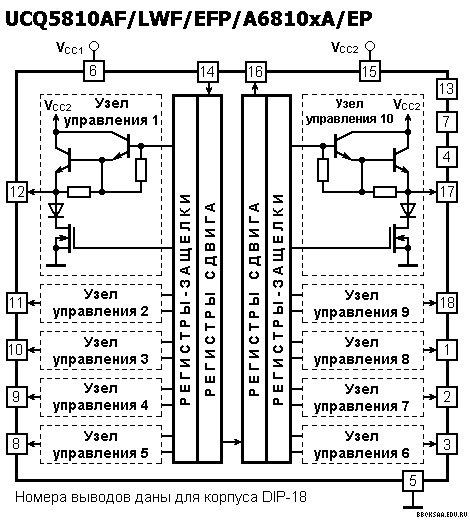 UCQ5810AF/LWF/EFP/A6810xA/EP
VCC1
VCC2
6
14
16
15
13
7
4
VCC2
Узел
управления 1
Узел
управления 10
VCC2
12
17
РЕГИСТРЫ-ЗАЩЕЛКИ
РЕГИСТРЫ СДВИГА
РЕГИСТРЫ СДВИГА
РЕГИСТРЫ-ЗАЩЕЛКИ
11
Узел
управления 2
Узел
управления 9
18
10
Узел
управления 3
Узел
управления 8
1
9
Узел
управления 4
Узел
управления 7
2
8
Узел
управления 5
Узел
управления 6
3
5
Номера выводов даны для корпуса DIP-18
BBOKSAA.EDU.RU